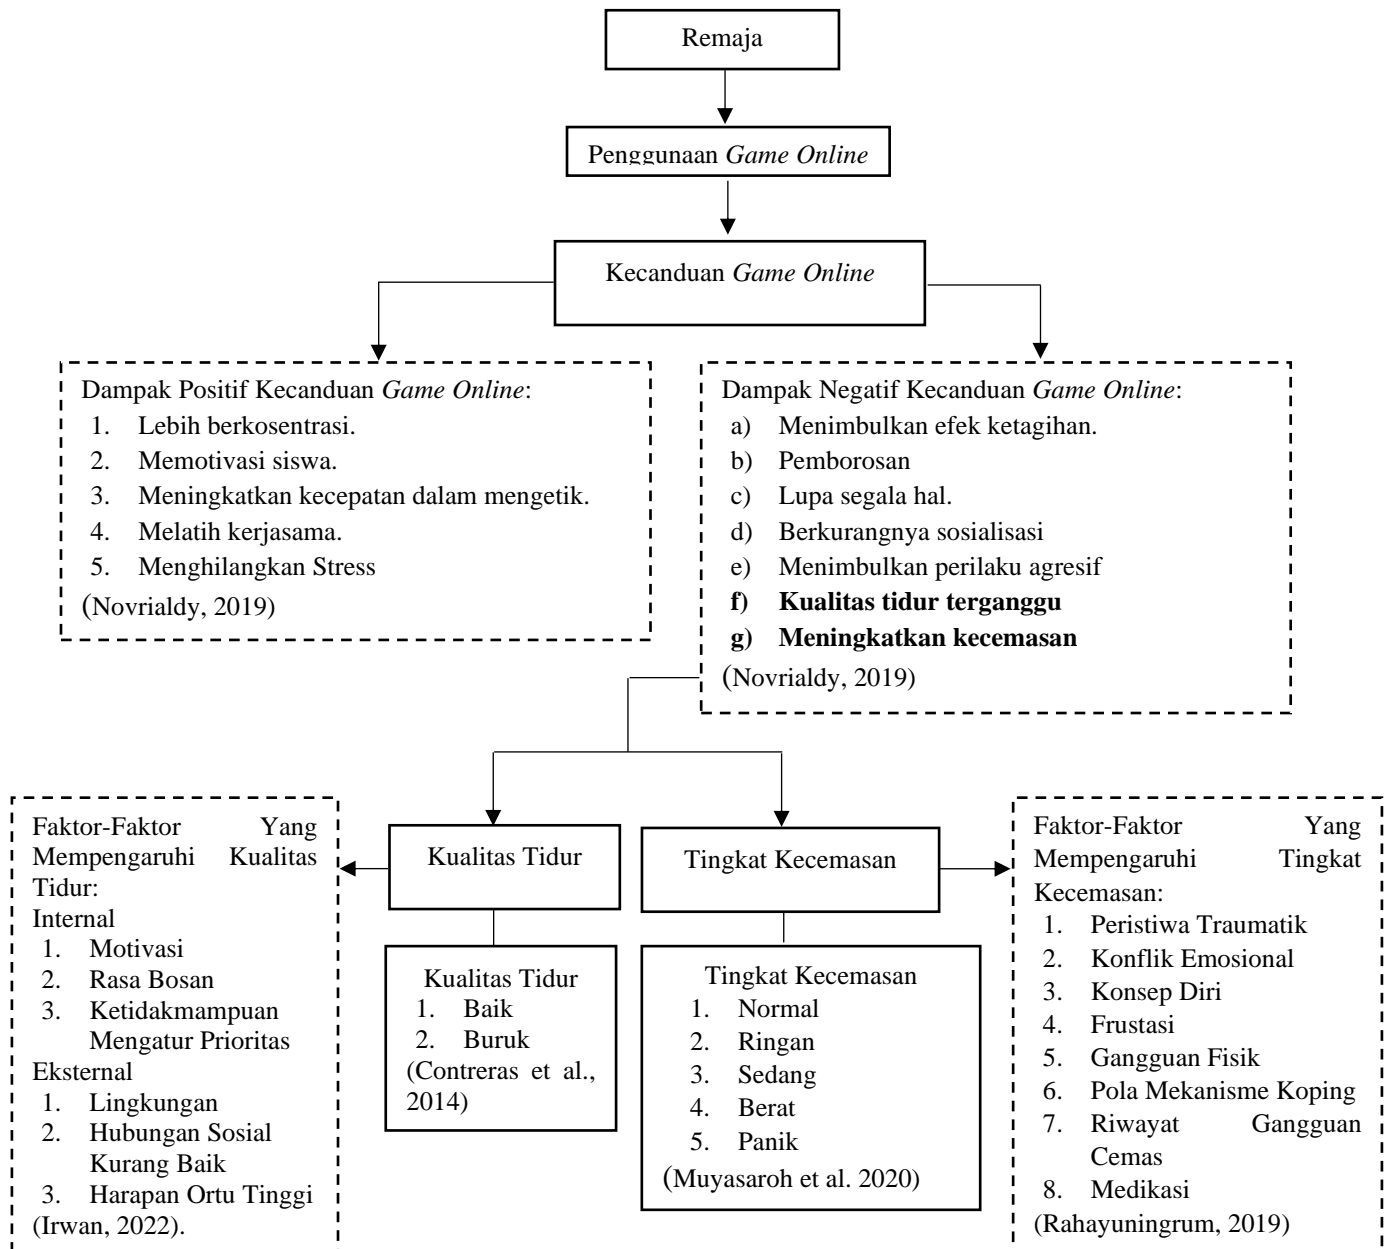 Remaja
Penggunaan Game Online
Kecanduan Game Online
Dampak Positif Kecanduan Game Online:
1. Lebih berkosentrasi.
2. Memotivasi siswa.
3. Meningkatkan kecepatan dalam mengetik.
4. Melatih kerjasama.
5. Menghilangkan Stress
(Novrialdy, 2019)
Dampak Negatif Kecanduan Game Online:
a) Menimbulkan efek ketagihan.
b) Pemborosan
c) Lupa segala hal.
d) Berkurangnya sosialisasi
e) Menimbulkan perilaku agresif
f) Kualitas tidur terganggu
g) Meningkatkan kecemasan
(Novrialdy, 2019)
Faktor-Faktor Yang
Mempengaruhi Kualitas
Tidur:
Internal
1. Motivasi
2. Rasa Bosan
3. Ketidakmampuan
Mengatur Prioritas
Eksternal
1. Lingkungan
2. Hubungan Sosial
Kurang Baik
3. Harapan Ortu Tinggi
(Irwan, 2022).
Kualitas Tidur
Kualitas Tidur
1. Baik
2. Buruk
(Contreras et al.,
2014)
Tingkat Kecemasan
Tingkat Kecemasan
1. Normal
2. Ringan
3. Sedang
4. Berat
5. Panik
(Muyasaroh et al. 2020)
Faktor-Faktor Yang
Mempengaruhi Tingkat
Kecemasan:
1. Peristiwa Traumatik
2. Konflik Emosional
3. Konsep Diri
4. Frustasi
5. Gangguan Fisik
6. Pola Mekanisme Koping
7. Riwayat Gangguan
Cemas
8. Medikasi
(Rahayuningrum, 2019)